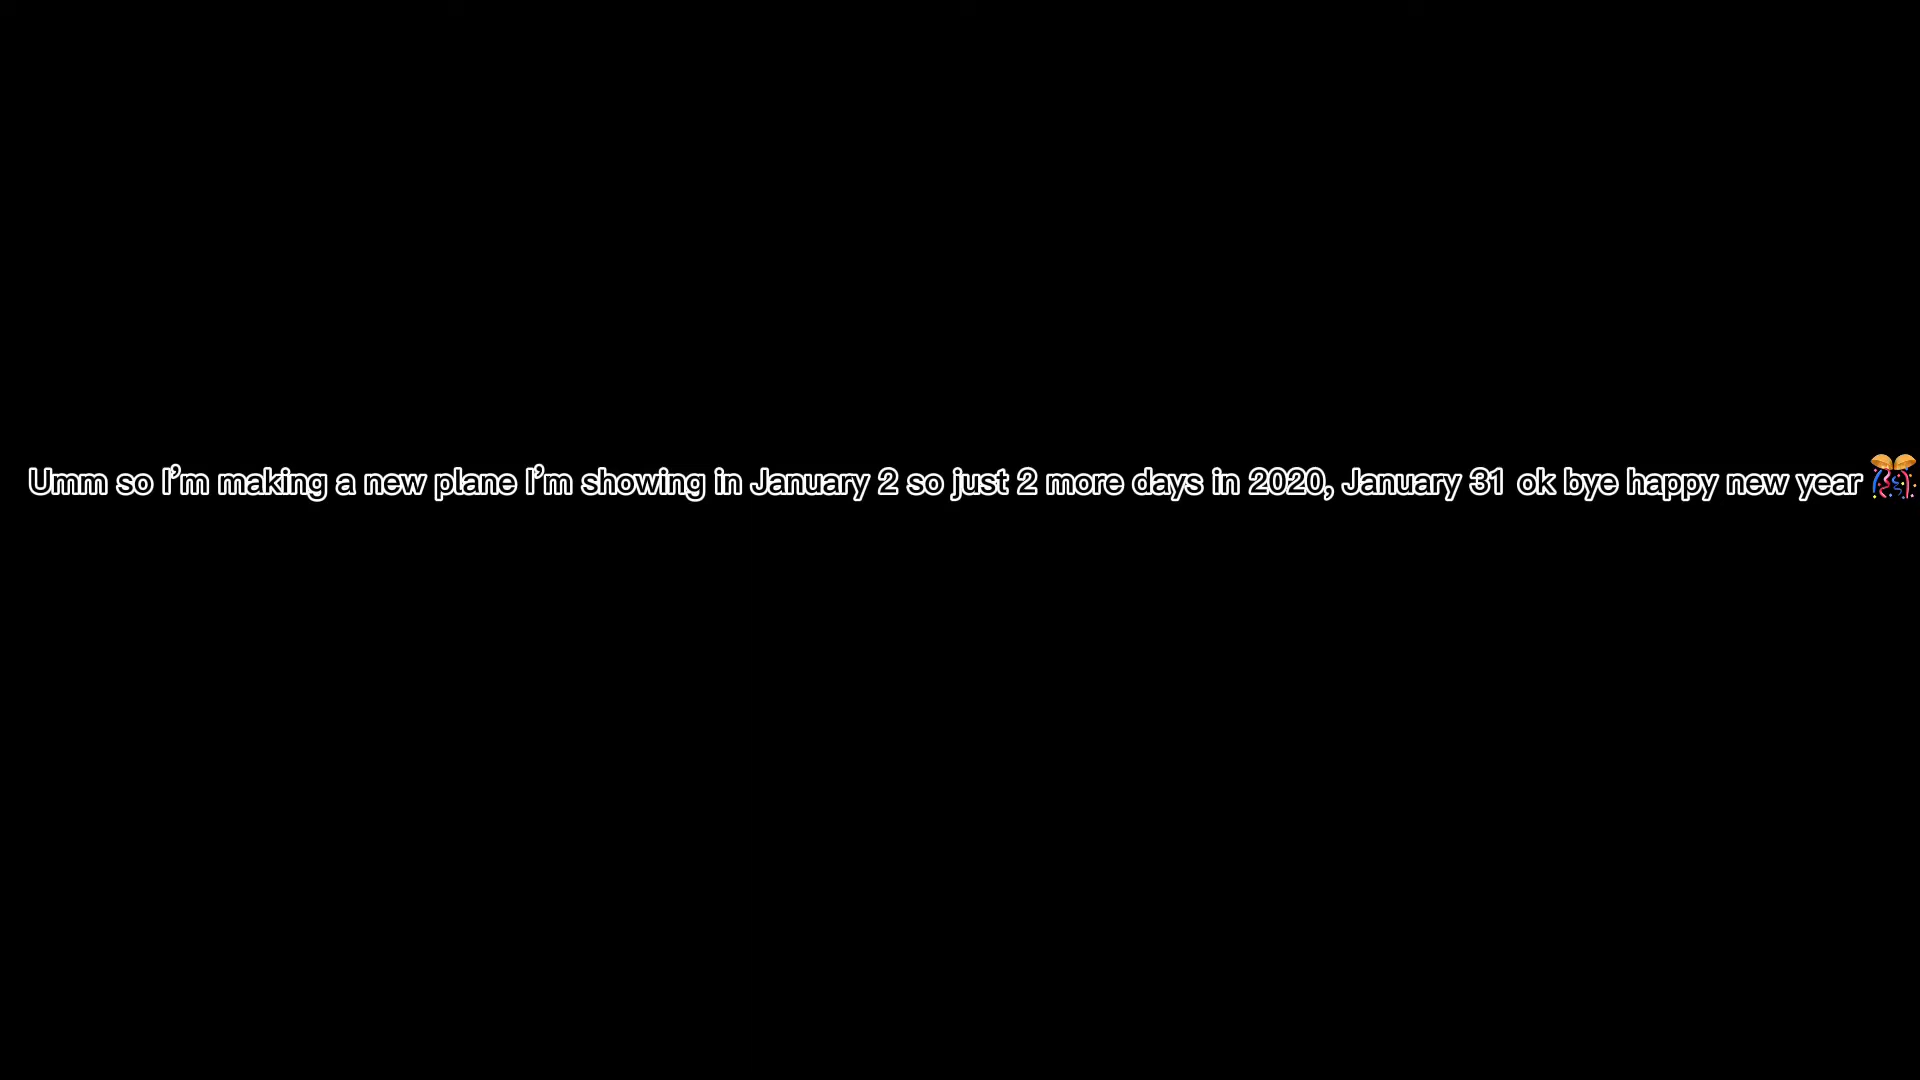 Umm so I’m making a new plane I’m showing in January 2 so just 2 more days in 2020, January 31 ok bye happy new year 🎊